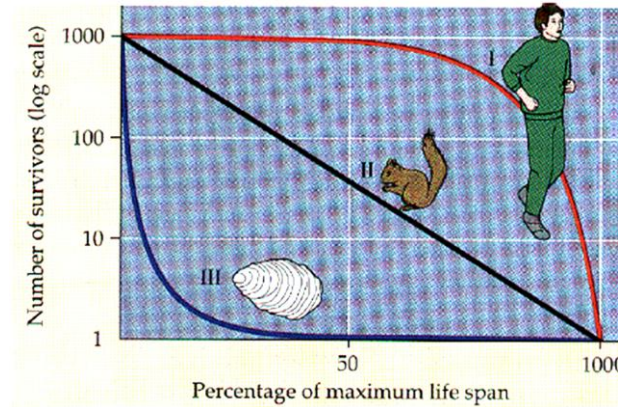 Number of survivors (log scale)
1000
100
10
1
I
II
III
50
1000
Percentage of maximum life span